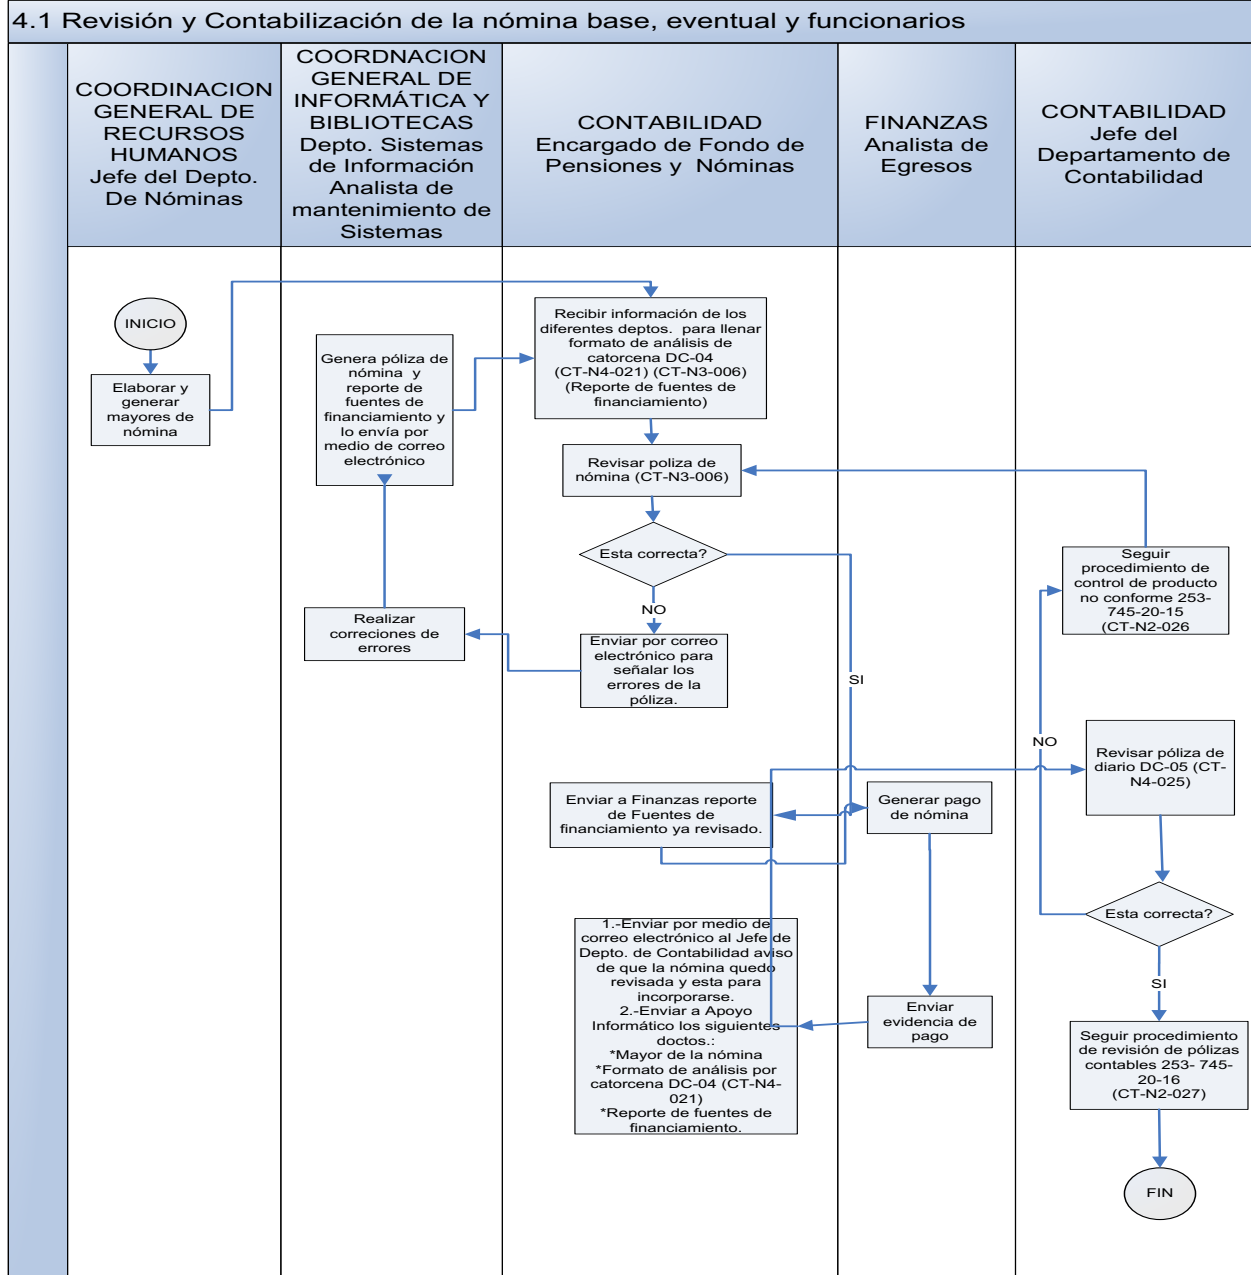 4.1 Revisión y Contabilización de la nómina base, eventual y funcionarios
COORDINACION
GENERAL DE
RECURSOS
HUMANOS
Jefe del Depto.
De Nóminas
COORDNACION
GENERAL DE
INFORMÁTICA Y
BIBLIOTECAS
Depto. Sistemas
de Información
Analista de
mantenimiento de
Sistemas
CONTABILIDAD
Encargado de Fondo de
Pensiones y Nóminas
FINANZAS
Analista de
Egresos
CONTABILIDAD
Jefe del
Departamento de
Contabilidad
INICIO
Elaborar y
generar
mayores de
nómina
Genera póliza de
nómina y
reporte de
fuentes de
financiamiento y
lo envía por
medio de correo
electrónico
Recibir información de los
diferentes deptos. para llenar
formato de análisis de
catorcena DC-04
(CT-N4-021) (CT-N3-006)
(Reporte de fuentes de
financiamiento)
Revisar poliza de
nómina (CT-N3-006)
Esta correcta?
NO
SI
Realizar
correciones de
errores
Enviar por correo
electrónico para
señalar los
errores de la
póliza.
Seguir
procedimiento de
control de producto
no conforme 253-
745-20-15
(CT-N2-026
NO
Revisar póliza de
diario DC-05 (CT-
N4-025)
Enviar a Finanzas reporte
de Fuentes de
financiamiento ya revisado.
Generar pago
de nómina
Esta correcta?
SI
1.-Enviar por medio de
correo electrónico al Jefe de
Depto. de Contabilidad aviso
de que la nómina quedo
revisada y esta para
incorporarse.
2.-Enviar a Apoyo
Informático los siguientes
doctos.:
*Mayor de la nómina
*Formato de análisis por
catorcena DC-04 (CT-N4-
021)
*Reporte de fuentes de
financiamiento.
Enviar
evidencia de
pago
Seguir procedimiento
de revisión de pólizas
contables 253- 745-
20-16
(CT-N2-027)
FIN